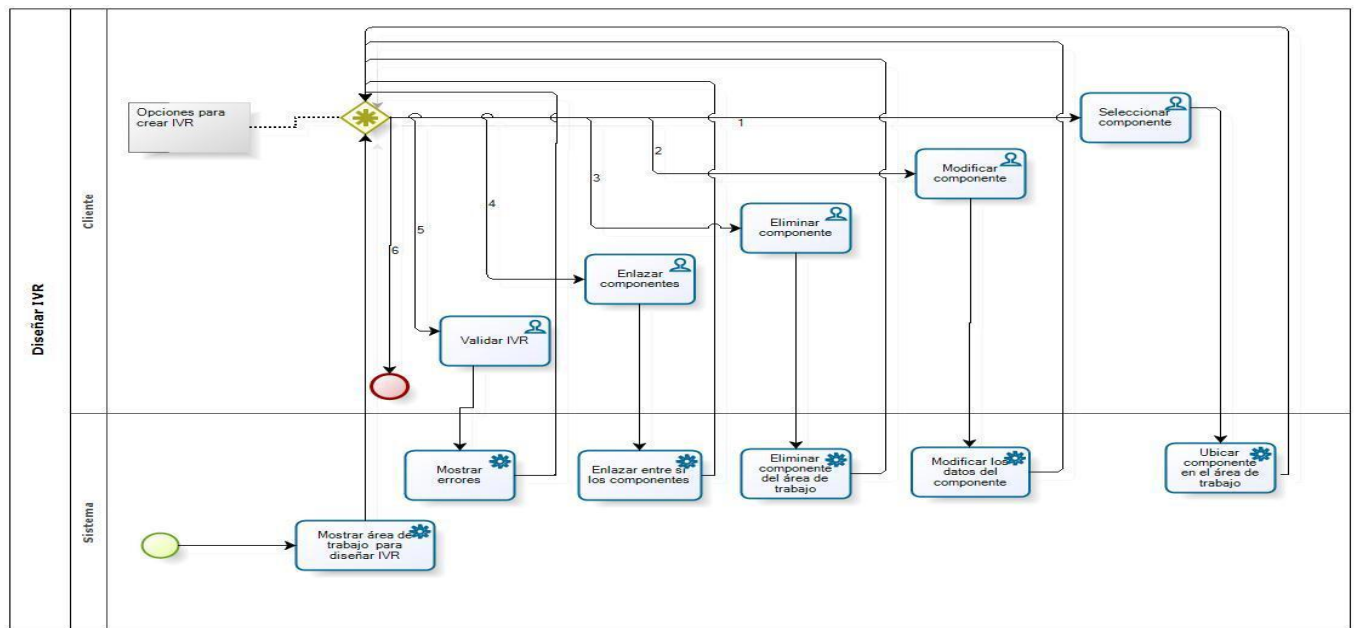 Diseñar IVR
Cliente
Opciones para
crear IVR
1
Seleccionar
componente
2
Modificar
componente
3
Eliminar
componente
4
Enlazar
componentes
5
Validar IVR
6
Sistema
Mostrar
errores
Enlazar entre sí
los componentes
Eliminar
componente
del área de
trabajo
Modificar los
datos del
componente
Ubicar
componente
en el área de
trabajo
Mostrar área de
trabajo para
diseñar IVR